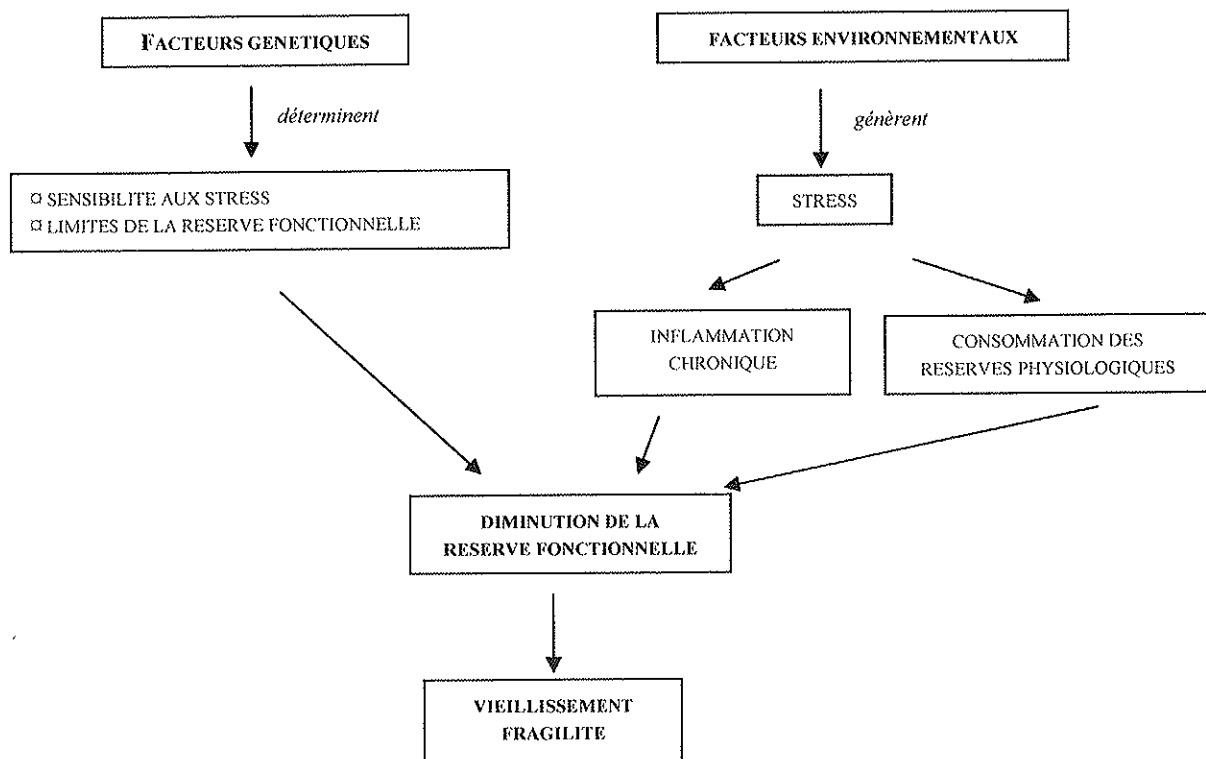 FACTEURS GENETIQUES
FACTEURS ENVIRONNEMENTAUX
déterminent
génèrent
¤ SENSIBILITE AUX STRESS
¤ LIMITES DE LA RESERVE FONCTIONNELLE
STRESS
INFLAMMATION
CHRONIQUE
CONSOMMATION DES
RESERVES PHYSIOLOGIQUES
DIMINUTION DE LA
RESERVE FONCTIONNELLE
VIEILLISSEMENT
FRAGILITE